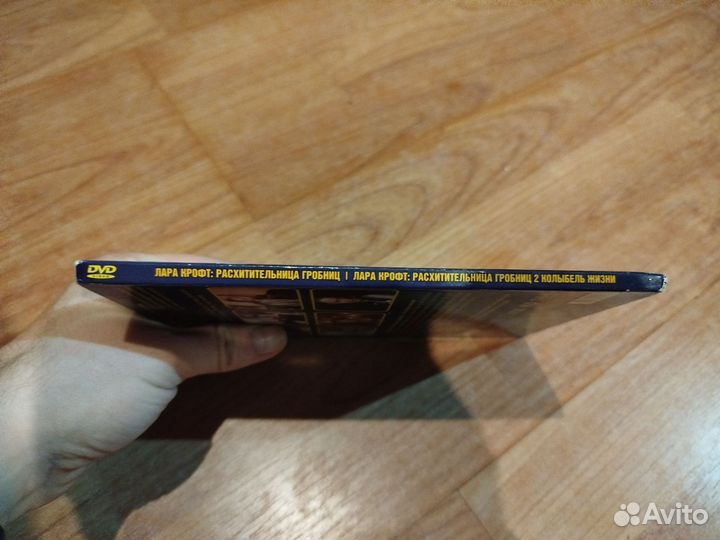 DVD
ЛАРА КРОФТ: РАСХИТИТЕЛЬНИЦА ГРОБНИЦ | ЛАРА КРОФТ: РАСХИТИТЕЛЬНИЦА ГРОБНИЦ 2 КОЛЫБЕЛЬ ЖИЗНИ
Avito